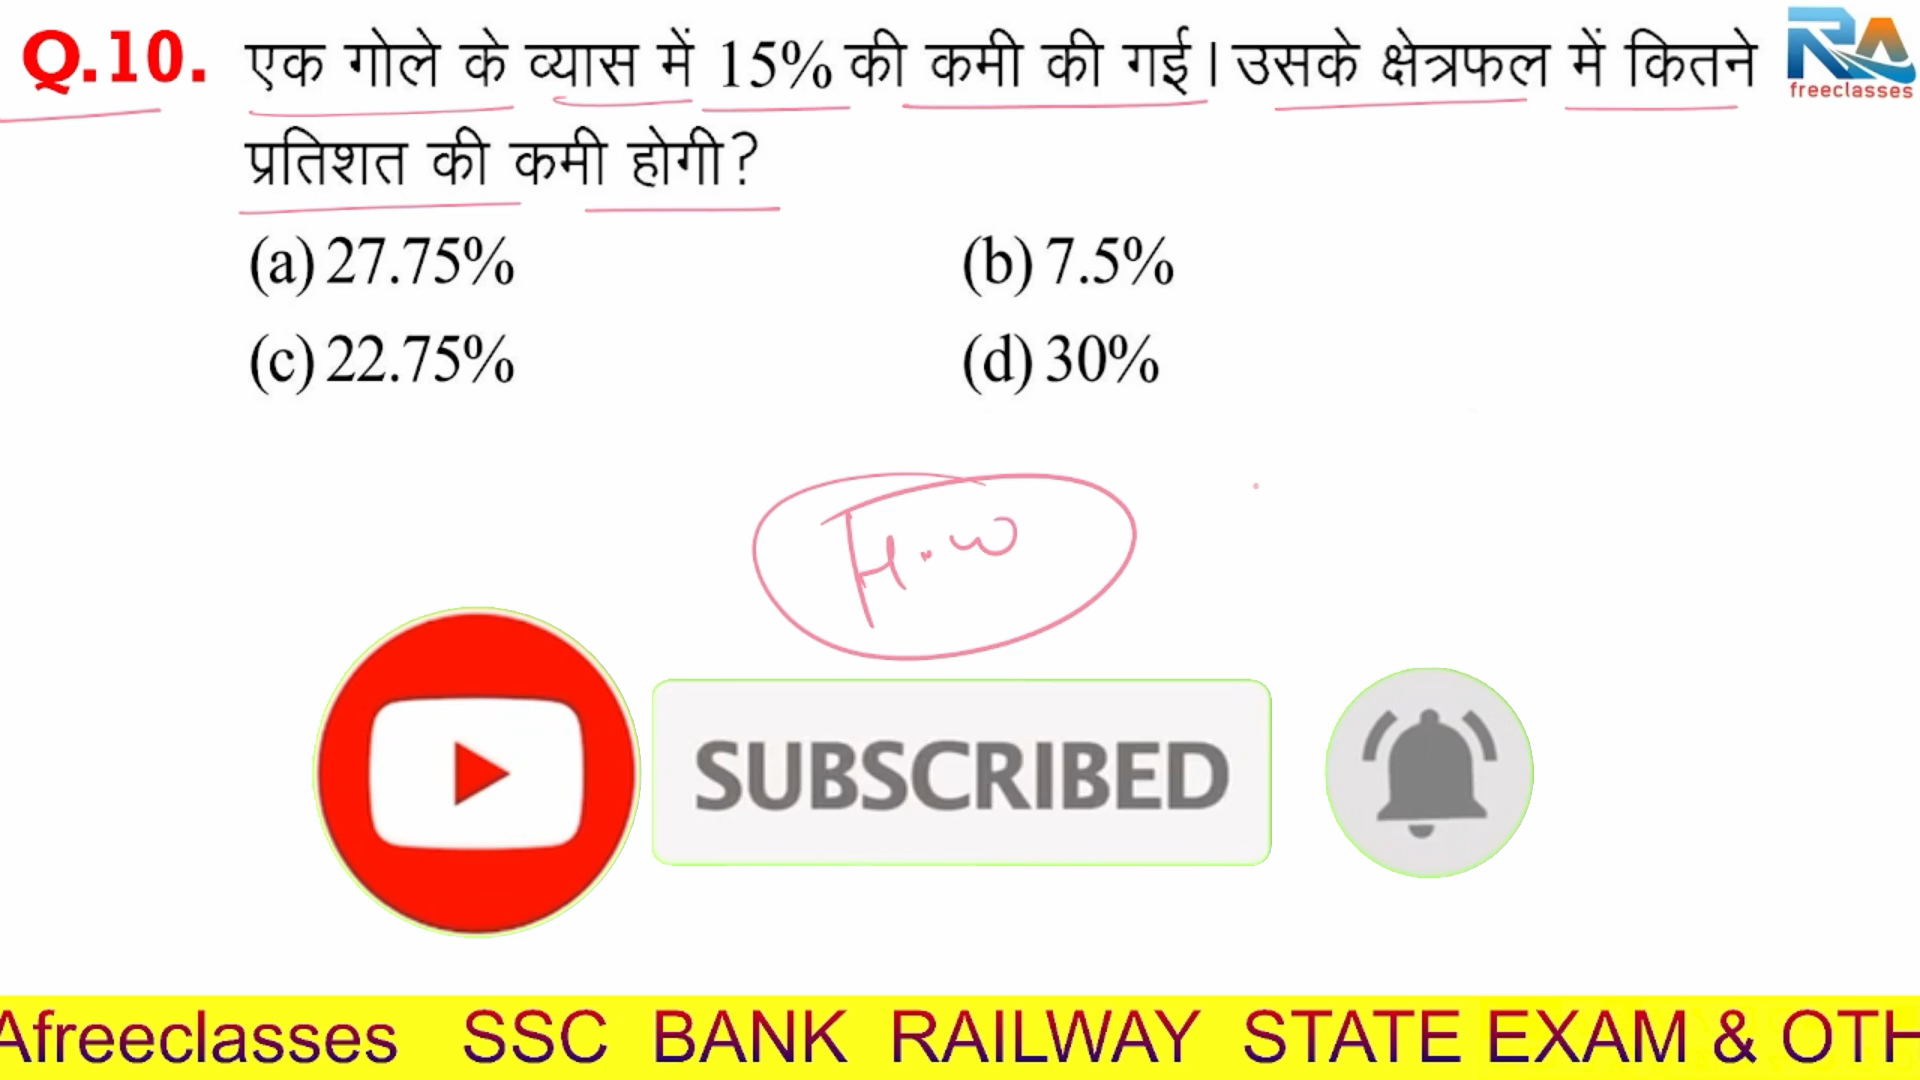 Q.10. एक गोले के व्यास में 15% की कमी की गई। उसके क्षेत्रफल में कितने
प्रतिशत की कमी होगी?
RA
freeclasses
(a) 27.75%
(b) 7.5%
(c) 22.75%
(d) 30%
H.W
SUBSCRIBED
Afreeclasses SSC BANK RAILWAY STATE EXAM & OTH